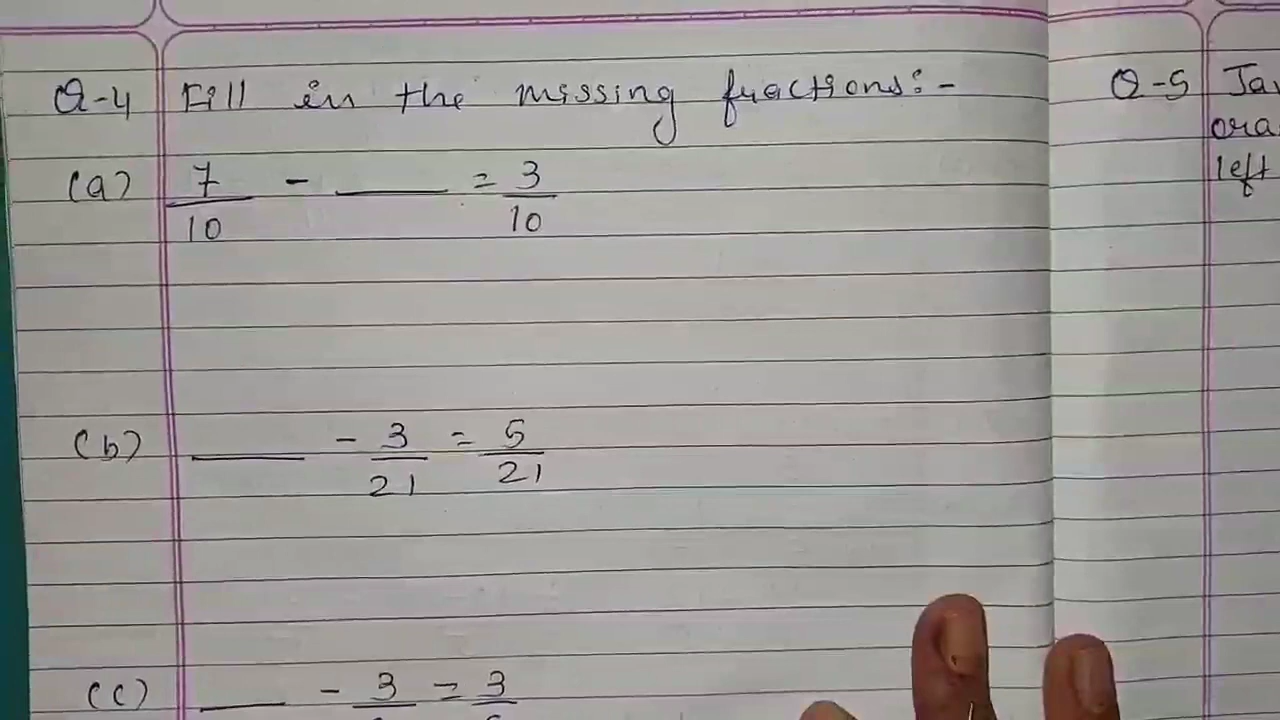 Q-4 Fill in the missing fractions:-
(a) 7/10 - ____ = 3/10
(b) ____ - 3/21 = 5/21
(c) ____ - 3 = 3
Q-5
left